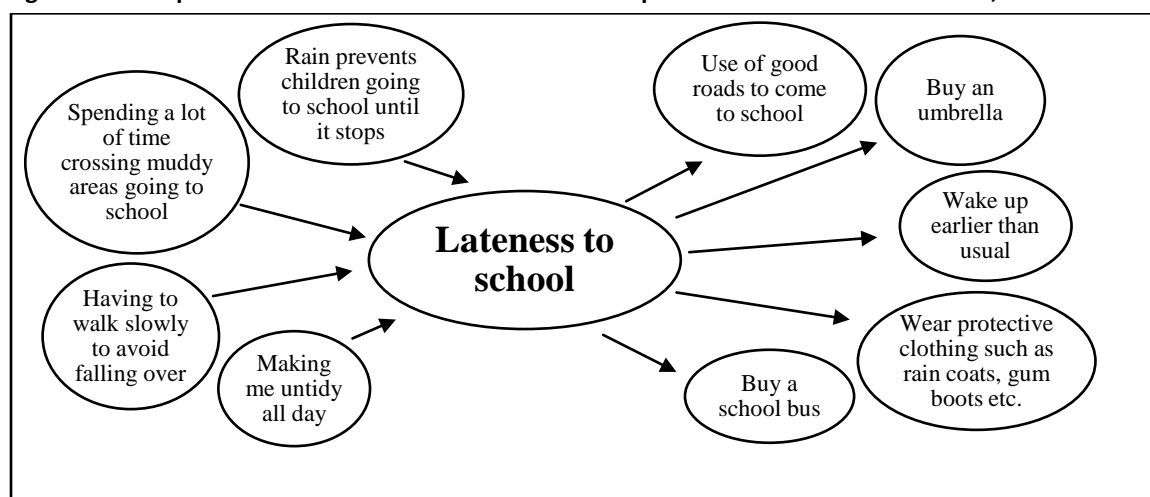 Rain prevents
children going
to school until
it stops
Spending a lot
of time
crossing muddy
areas going to
school
Having to
walk slowly
to avoid
falling over
Making
me untidy
all day
Lateness to
school
Use of good
roads to come
to school
Buy an
umbrella
Wake up
earlier than
usual
Wear protective
clothing such as
rain coats, gum
boots etc.
Buy a
school bus